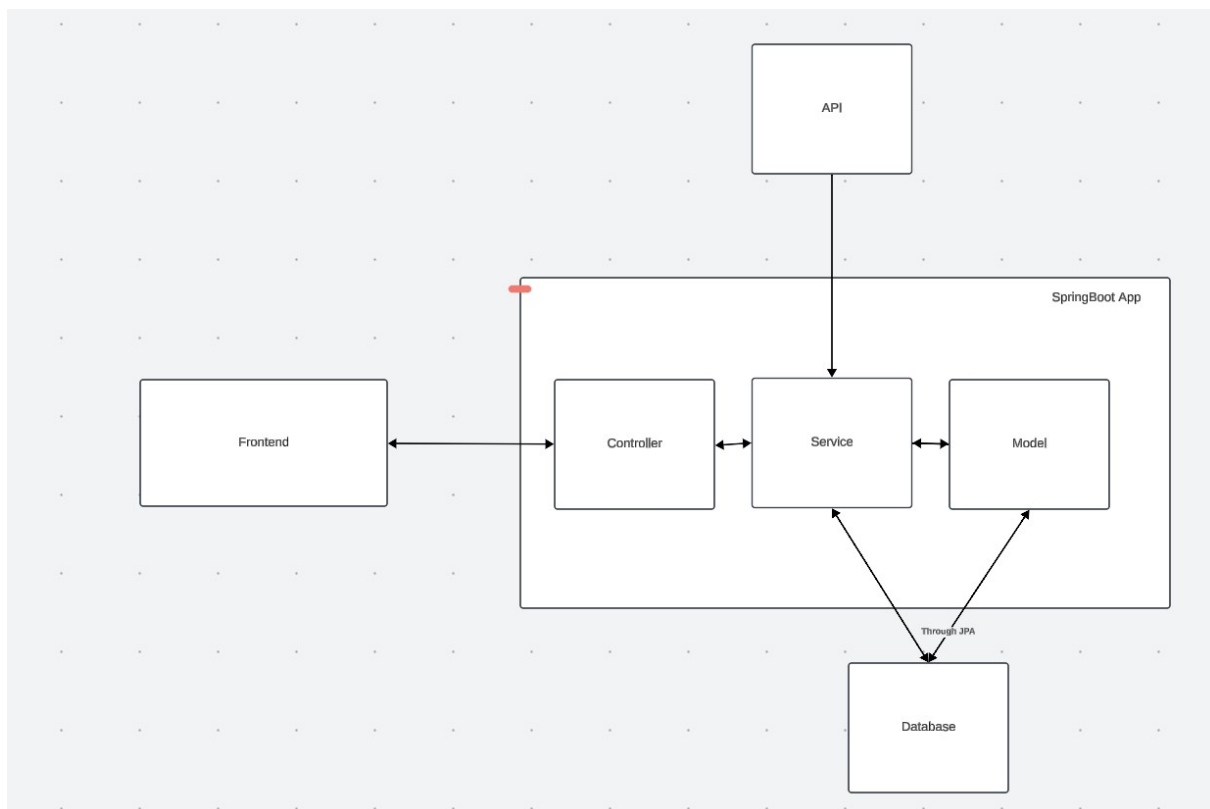 API
SpringBoot App
Frontend
Controller
Service
Model
Through JPA
Database